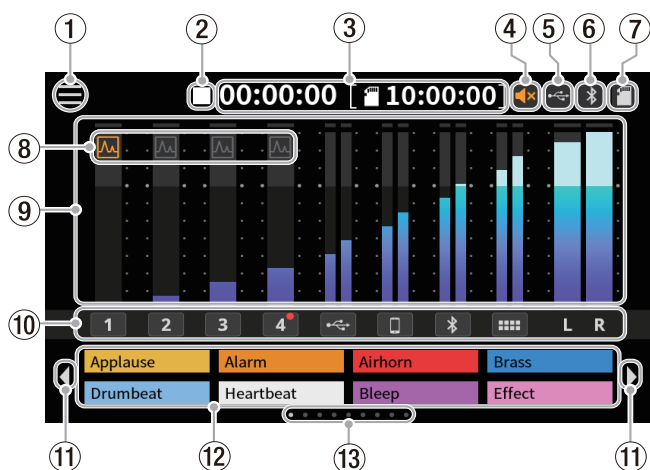 ① ② ③ ④ ⑤ ⑥ ⑦
00:00:00 10:00:00
⑧
⑨
⑩ 1 2 3 4 L R
Applause Alarm Airhorn Brass
Drumbeat Heartbeat Bleep Effect
⑪ ⑫ ⑬ ⑪